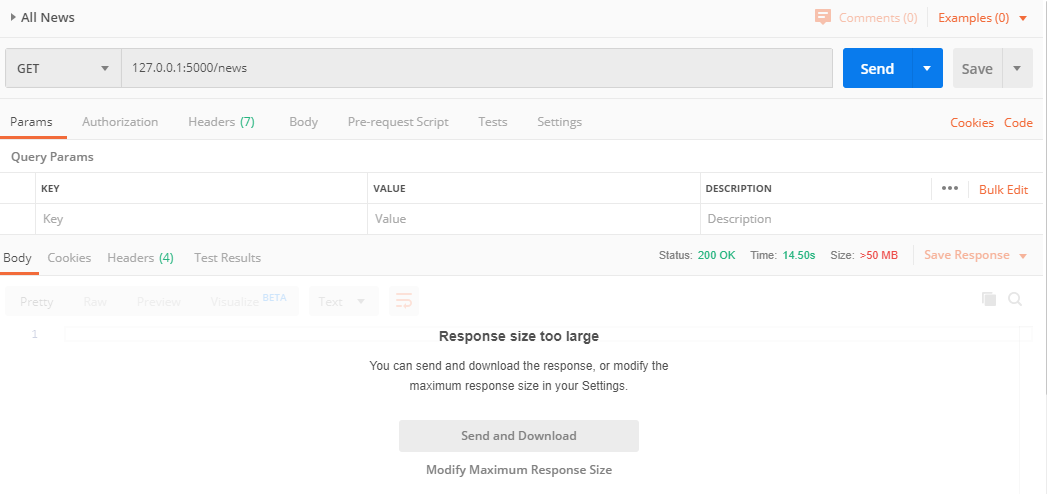 All News Comments (0) Examples (0)
GET 127.0.0.1:5000/news Send Save
Params Authorization Headers (7) Body Pre-request Script Tests Settings Cookies Code
Query Params
KEY VALUE DESCRIPTION ••• Bulk Edit
Key Value Description
Body Cookies Headers (4) Test Results Status: 200 OK Time: 14.50s Size: >50 MB Save Response
Pretty Raw Preview Visualize BETA Text
1
Response size too large
You can send and download the response, or modify the
maximum response size in your Settings.
Send and Download
Modify Maximum Response Size